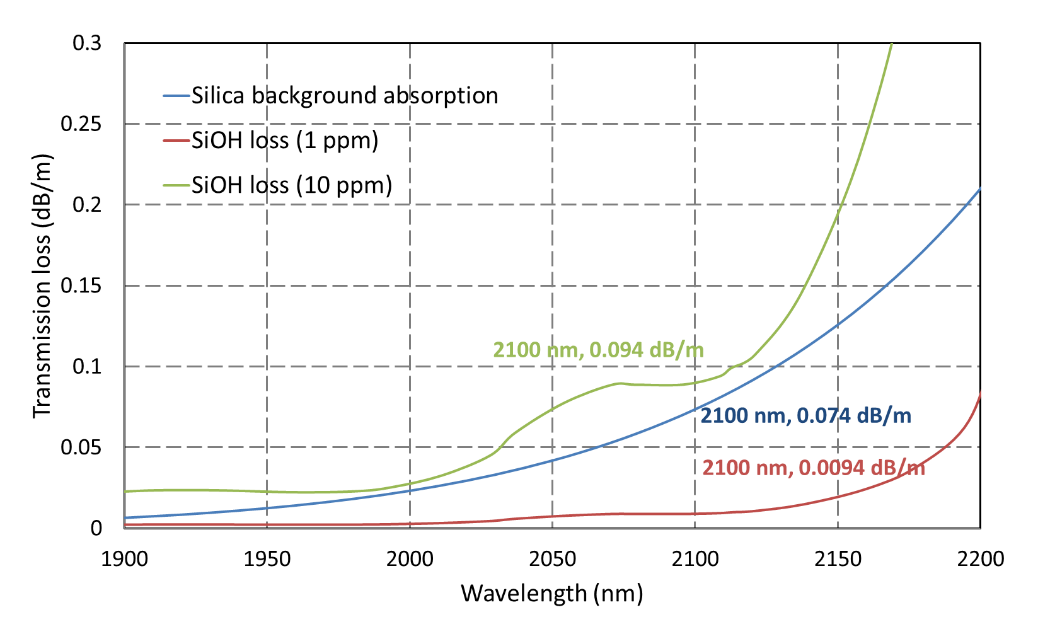 0.3
0.25
0.2
0.15
0.1
0.05
0
Transmission loss (dB/m)
Silica background absorption
SiOH loss (1 ppm)
SiOH loss (10 ppm)
2100 nm, 0.094 dB/m
2100 nm, 0.074 dB/m
2100 nm, 0.0094 dB/m
1900 1950 2000 2050 2100 2150 2200
Wavelength (nm)